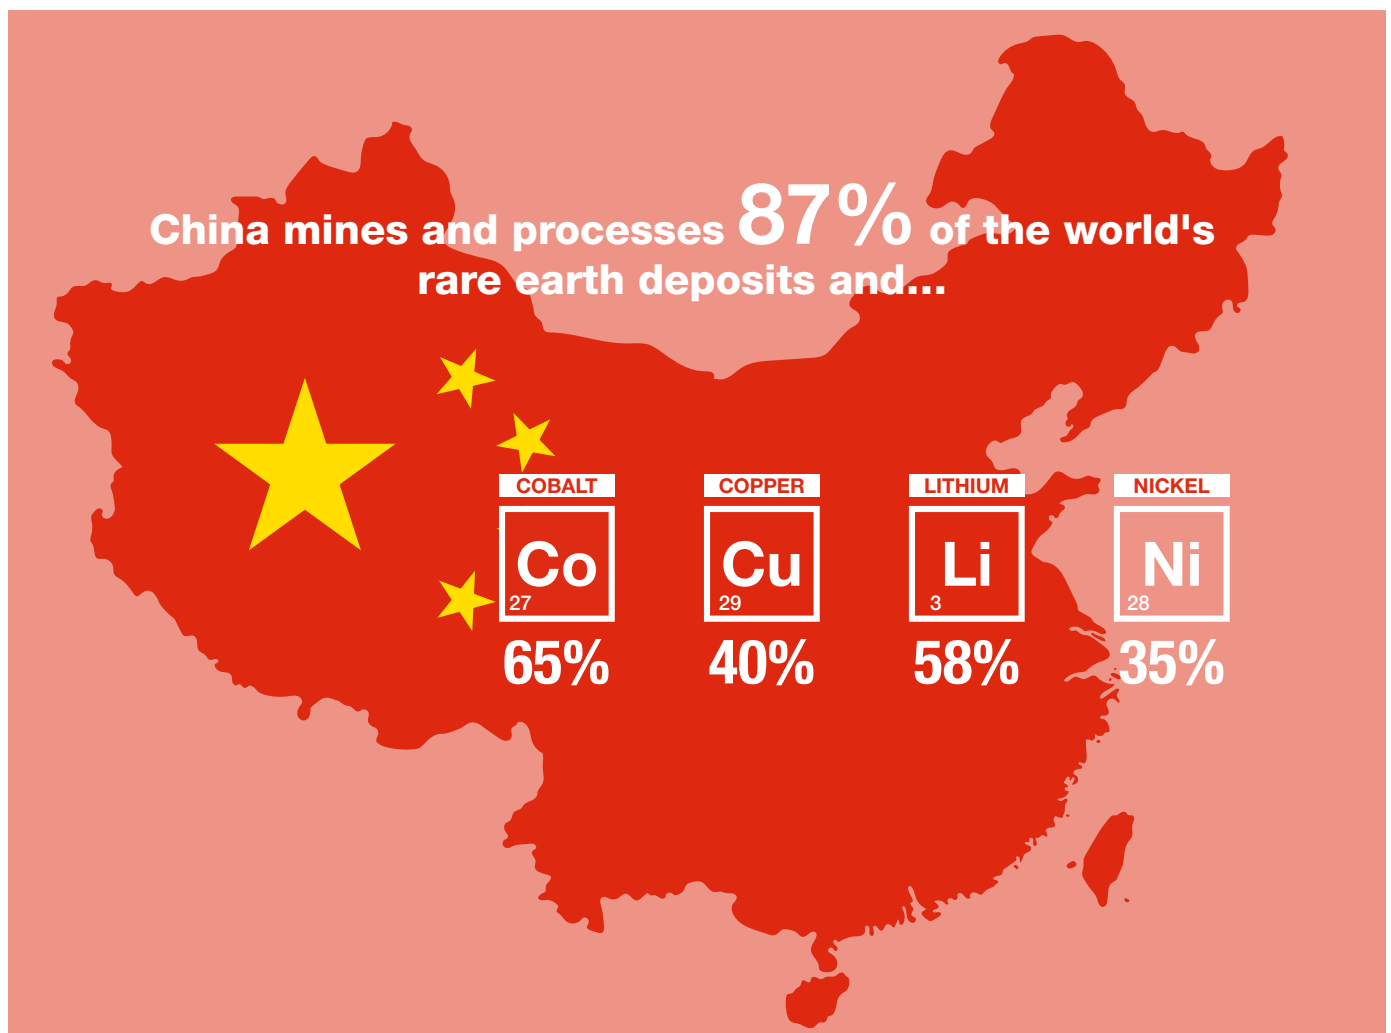 China mines and processes 87% of the world's
rare earth deposits and...
COBALT COPPER LITHIUM NICKEL
Co Cu Li Ni
27 29 3 28
65% 40% 58% 35%